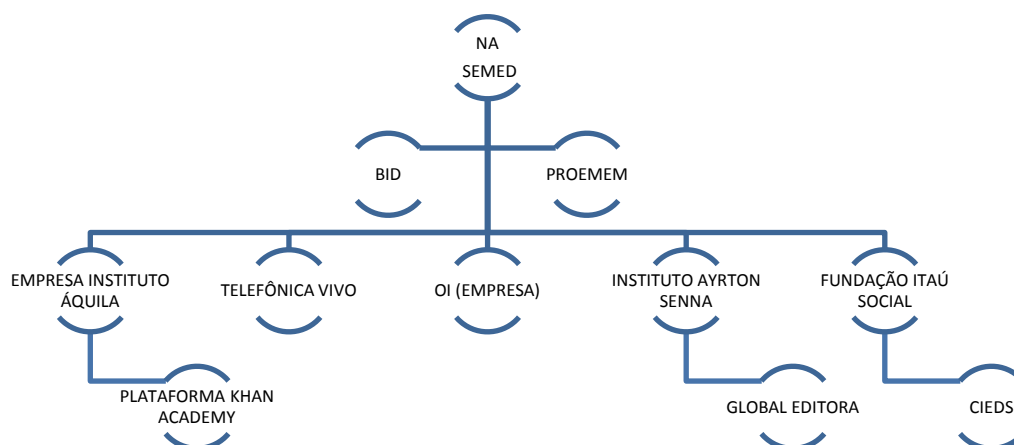 NA
SEMED
BID
PROEMEM
EMPRESA INSTITUTO
ÁQUILA
TELEFÔNICA VIVO
OI (EMPRESA)
INSTITUTO AYRTON
SENNA
FUNDAÇÃO ITAÚ
SOCIAL
PLATAFORMA KHAN
ACADEMY
GLOBAL EDITORA
CIEDS